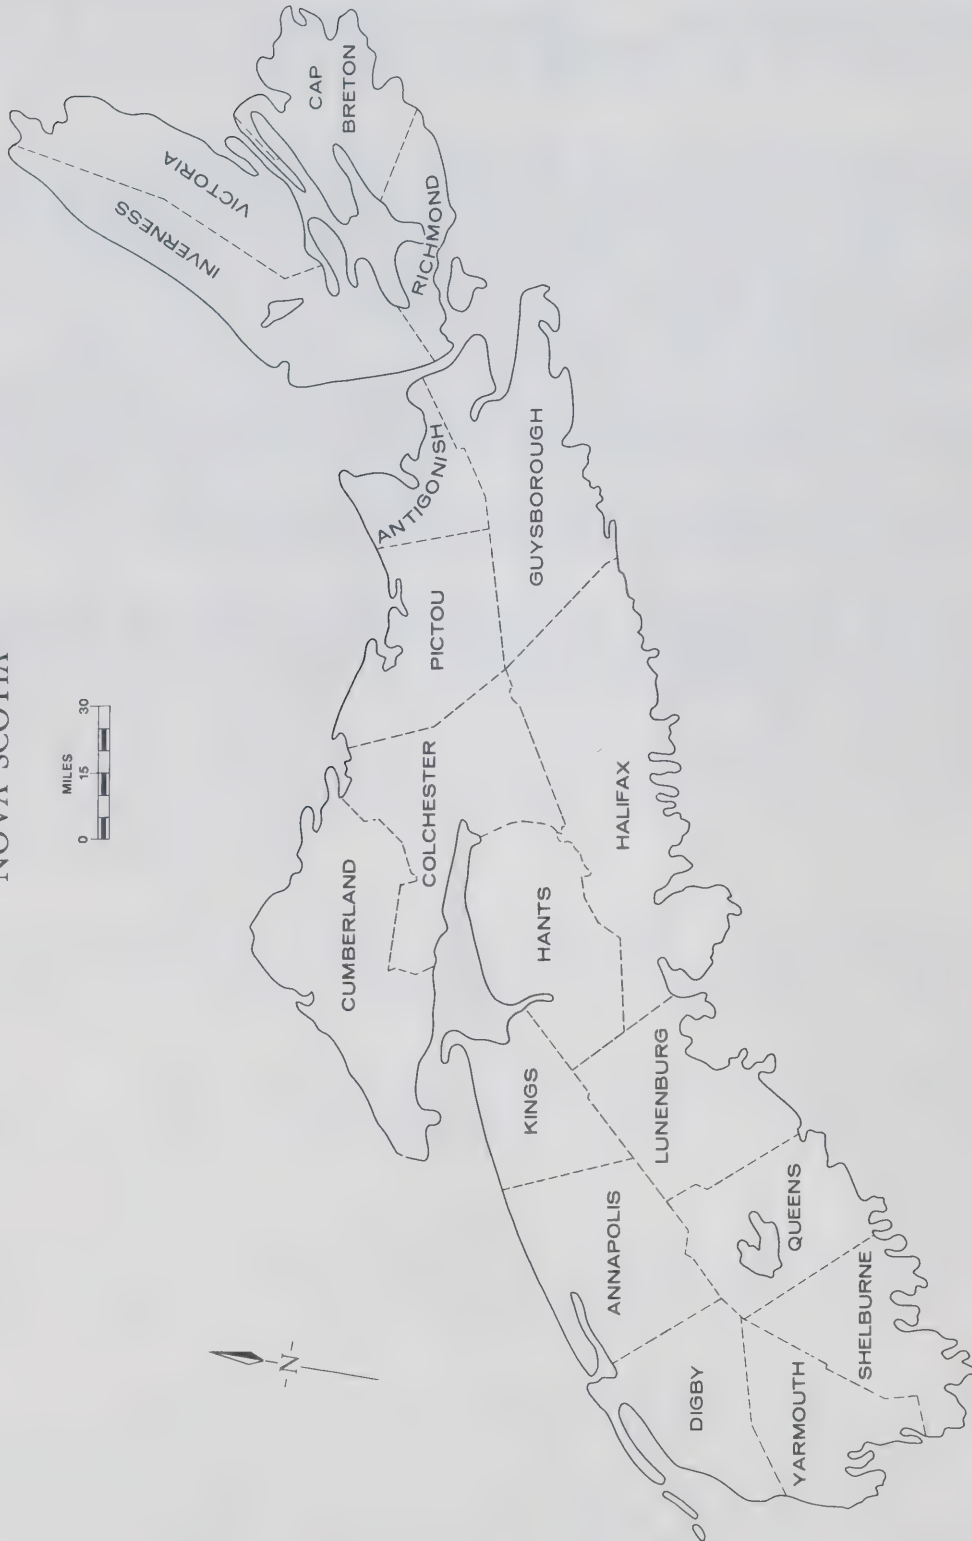 NOVA SCOTIA
MILES
0 15 30
-N-
INVERNESS
VICTORIA
CAP
BRETON
RICHMOND
ANTIGONISH
GUYSBOROUGH
PICTOU
COLCHESTER
CUMBERLAND
HALIFAX
HANTS
KINGS
LUNENBURG
ANNAPOLIS
QUEENS
DIGBY
SHELBURNE
YARMOUTH